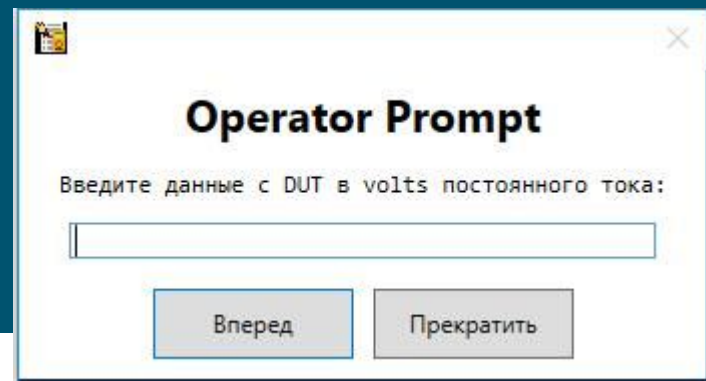 Operator Prompt
Введите данные с DUT в volts постоянного тока:
Вперед
Прекратить